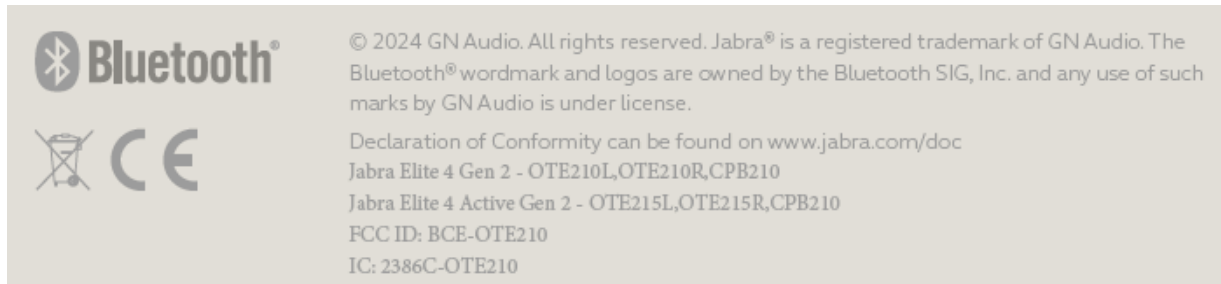 Bluetooth®
© 2024 GN Audio. All rights reserved. Jabra® is a registered trademark of GN Audio. The
Bluetooth® wordmark and logos are owned by the Bluetooth SIG, Inc. and any use of such
marks by GN Audio is under license.
CE
Declaration of Conformity can be found on www.jabra.com/doc
Jabra Elite 4 Gen 2 - OTE210L,OTE210R,CPB210
Jabra Elite 4 Active Gen 2 - OTE215L,OTE215R,CPB210
FCC ID: BCE-OTE210
IC: 2386C-OTE210